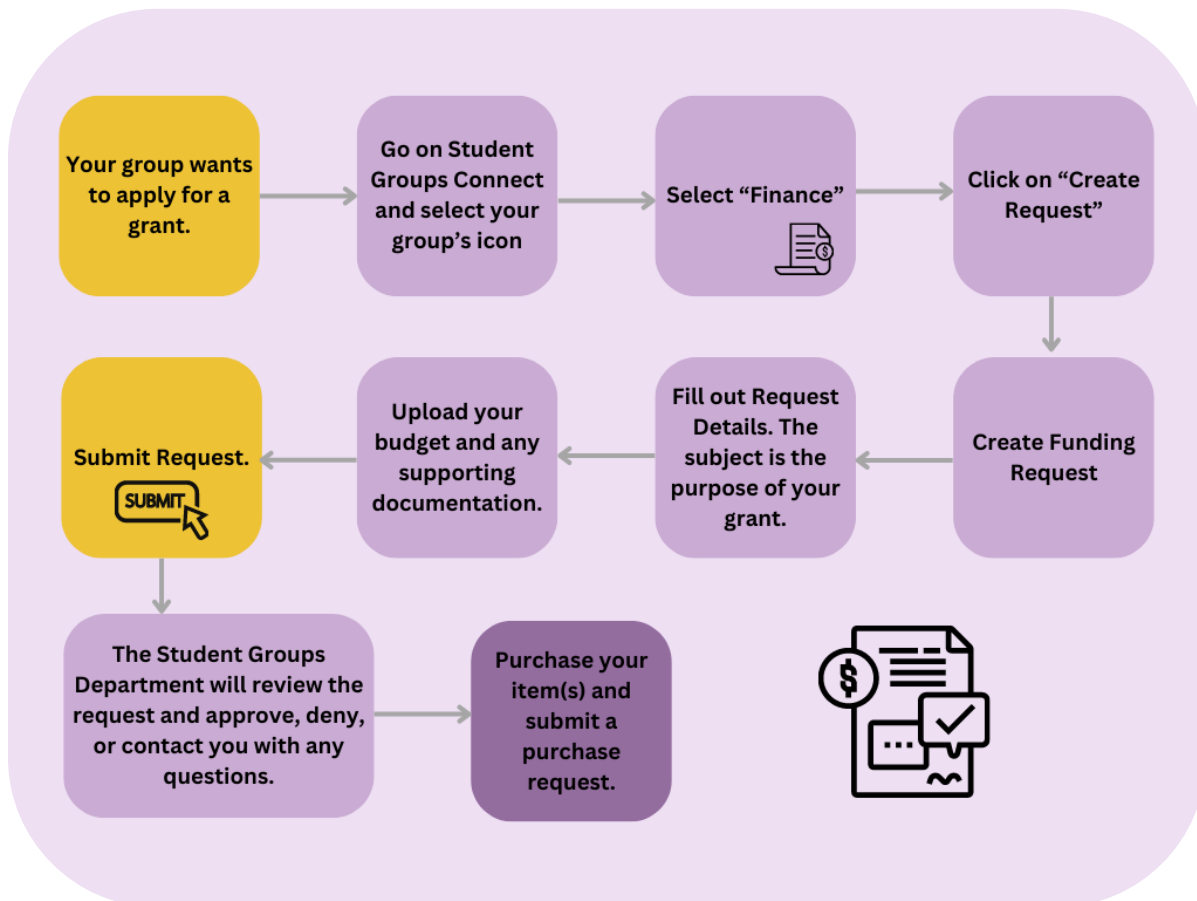 Your group wants
to apply for a
grant.
Go on Student
Groups Connect
and select your
group's icon
Select “Finance”
$
Click on “Create
Request”
Create Funding
Request
Fill out Request
Details. The
subject is the
purpose of your
grant.
Upload your
budget and any
supporting
documentation.
Submit Request.
SUBMIT
The Student Groups
Department will review the
request and approve, deny,
or contact you with any
questions.
Purchase your
item(s) and
submit a
purchase
request.
$